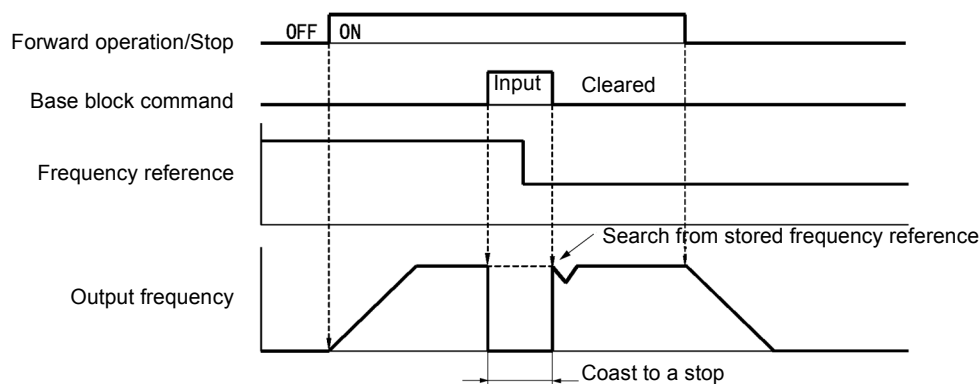 Forward operation/Stop
OFF ON
Base block command
Input
Cleared
Frequency reference
Search from stored frequency reference
Output frequency
Coast to a stop